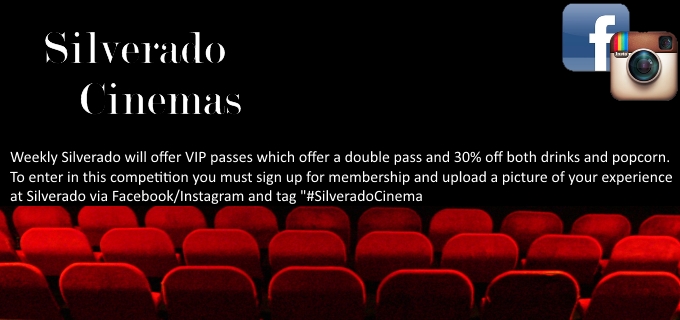 Silverado
Cinemas
Insta
Weekly Silverado will offer VIP passes which offer a double pass and 30% off both drinks and popcorn.
To enter in this competition you must sign up for membership and upload a picture of your experience
at Silverado via Facebook/Instagram and tag "#SilveradoCinema